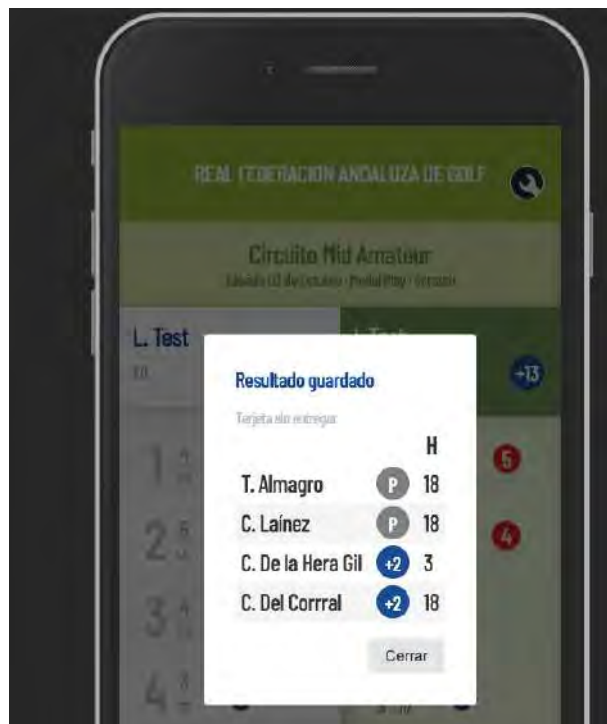 REAL FEDERACIÓN ANDALUZA DE GOLF
Circuito Mid Amateur
L. Test
+13
Resultado guardado
Tarjeta sin entregar
H
T. Almagro P 18
C. Laínez P 18
C. De la Hera Gil +2 3
C. Del Corrral +2 18
Cerrar
1
5
2
4
3
4